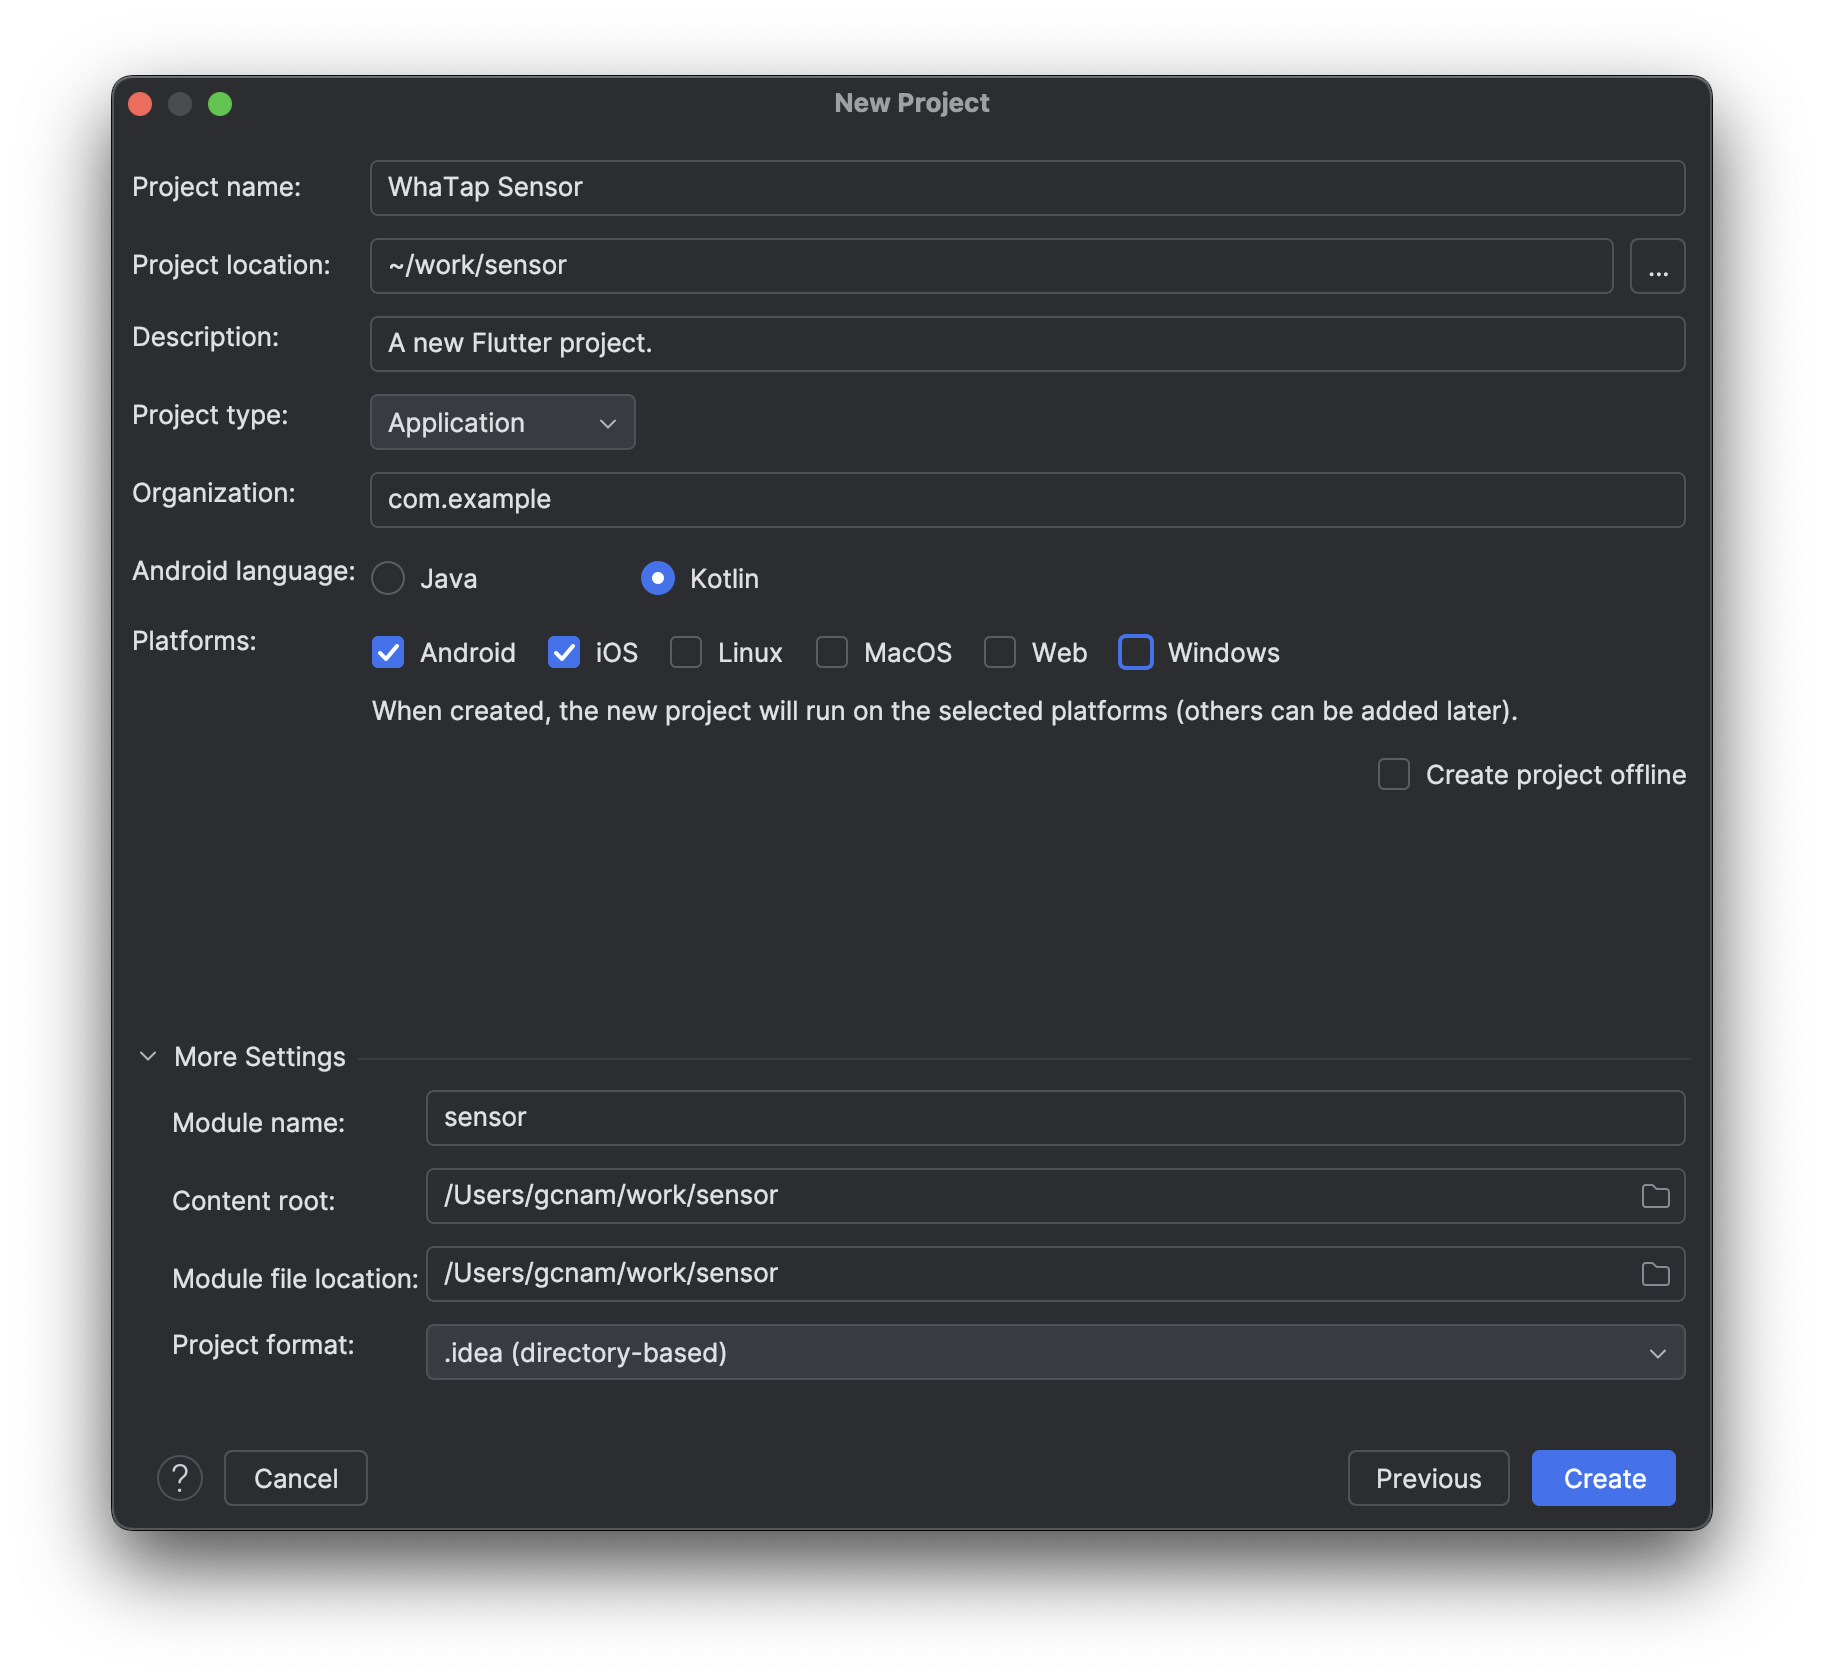 New Project
Project name: WhaTap Sensor
Project location: ~/work/sensor ...
Description: A new Flutter project.
Project type: Application
Organization: com.example
Android language: Java Kotlin
Platforms: Android iOS Linux MacOS Web Windows
When created, the new project will run on the selected platforms (others can be added later).
Create project offline
More Settings
Module name: sensor
Content root: /Users/gcnam/work/sensor
Module file location: /Users/gcnam/work/sensor
Project format: .idea (directory-based)
? Cancel Previous Create